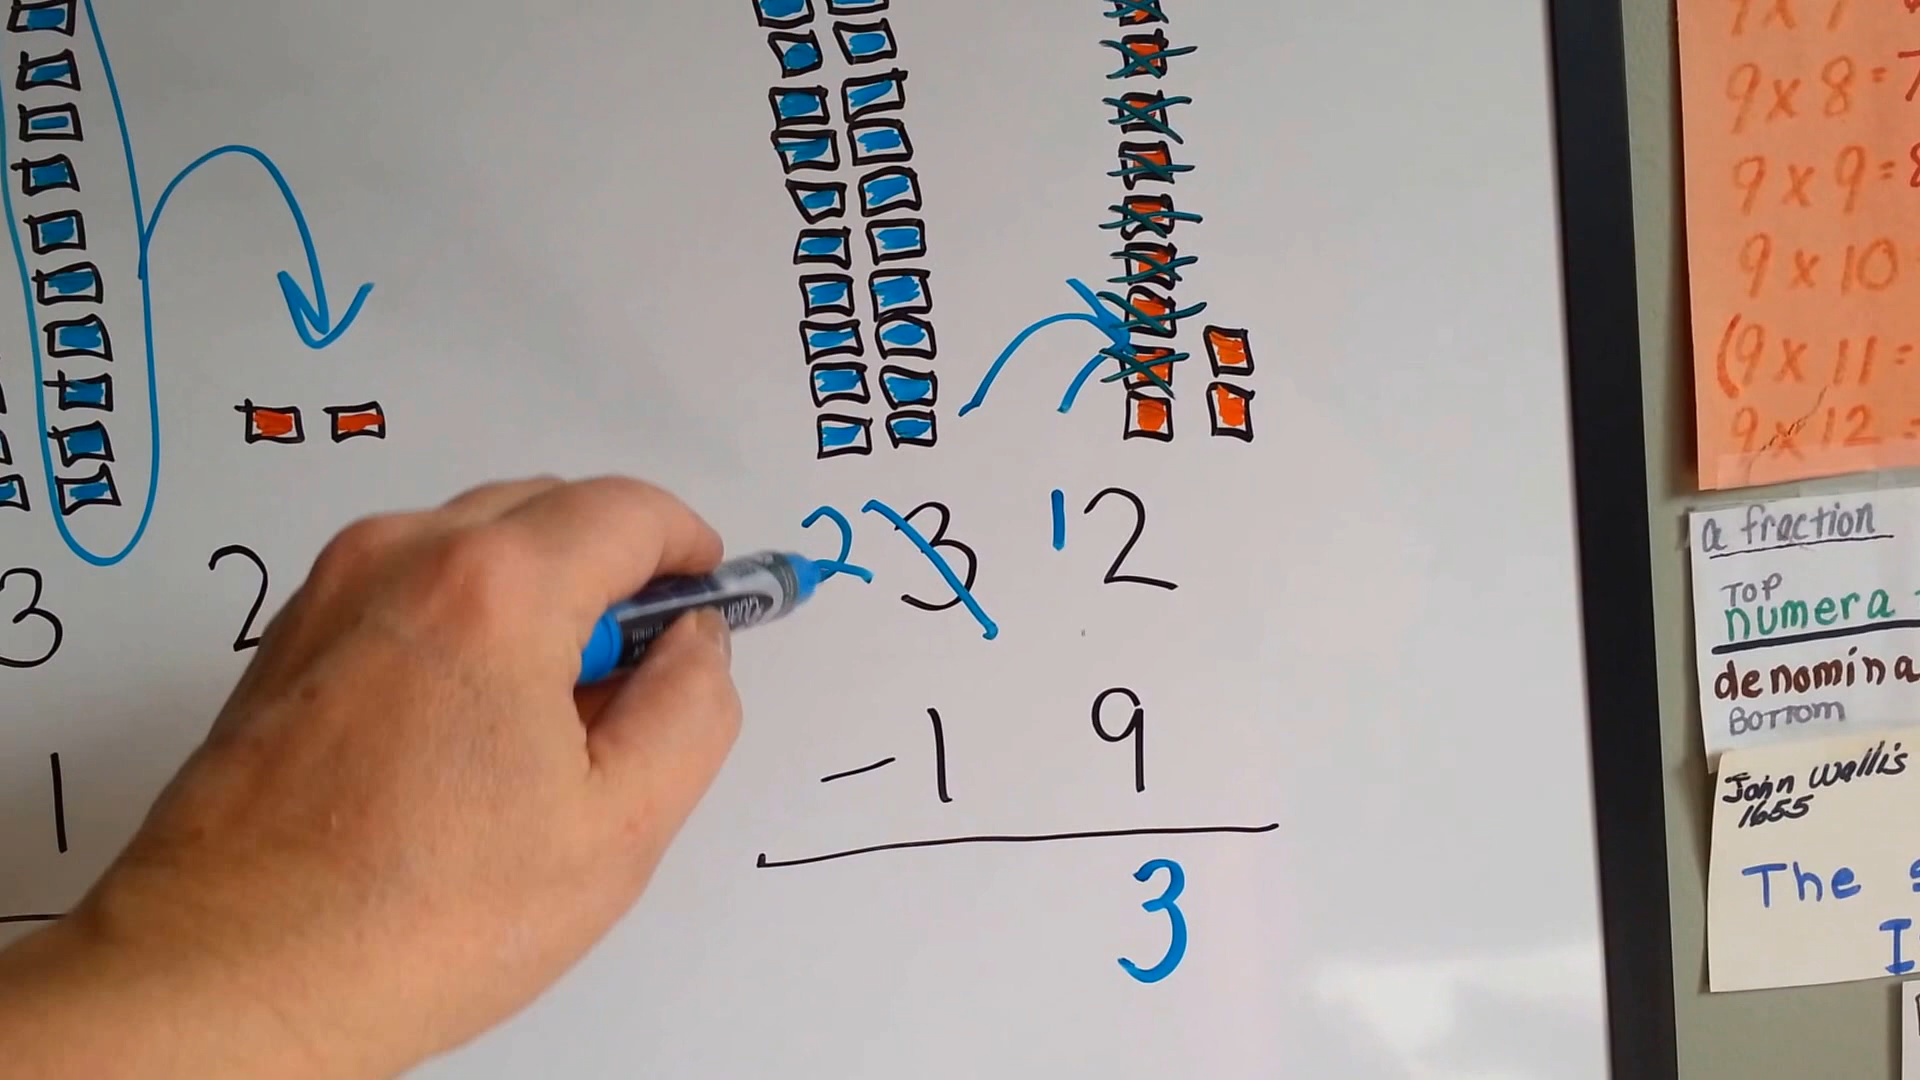 3 2
1
2 3 12
- 1 9
3
9 x 7
9 x 8 = 7
9 x 9 = 8
9 x 10
(9 x 11 =
9 x 12 =
a fraction
TOP
numera
denomina
BOTTOM
John Wallis
1655
The